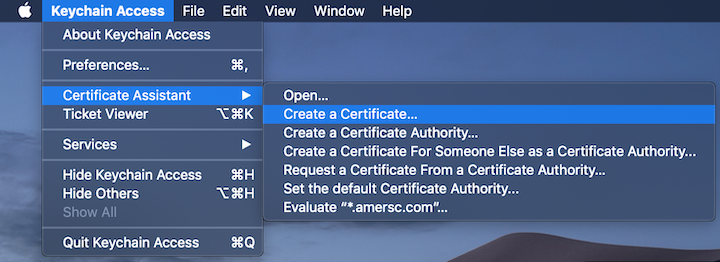 Keychain Access File Edit View Window Help
About Keychain Access
Preferences... ⌘,
Certificate Assistant ▶
Ticket Viewer ⌥⌘K
Services ▶
Hide Keychain Access ⌘H
Hide Others ⌥⌘H
Show All
Quit Keychain Access ⌘Q
Open...
Create a Certificate...
Create a Certificate Authority...
Create a Certificate For Someone Else as a Certificate Authority...
Request a Certificate From a Certificate Authority...
Set the default Certificate Authority...
Evaluate “*.amersc.com”...